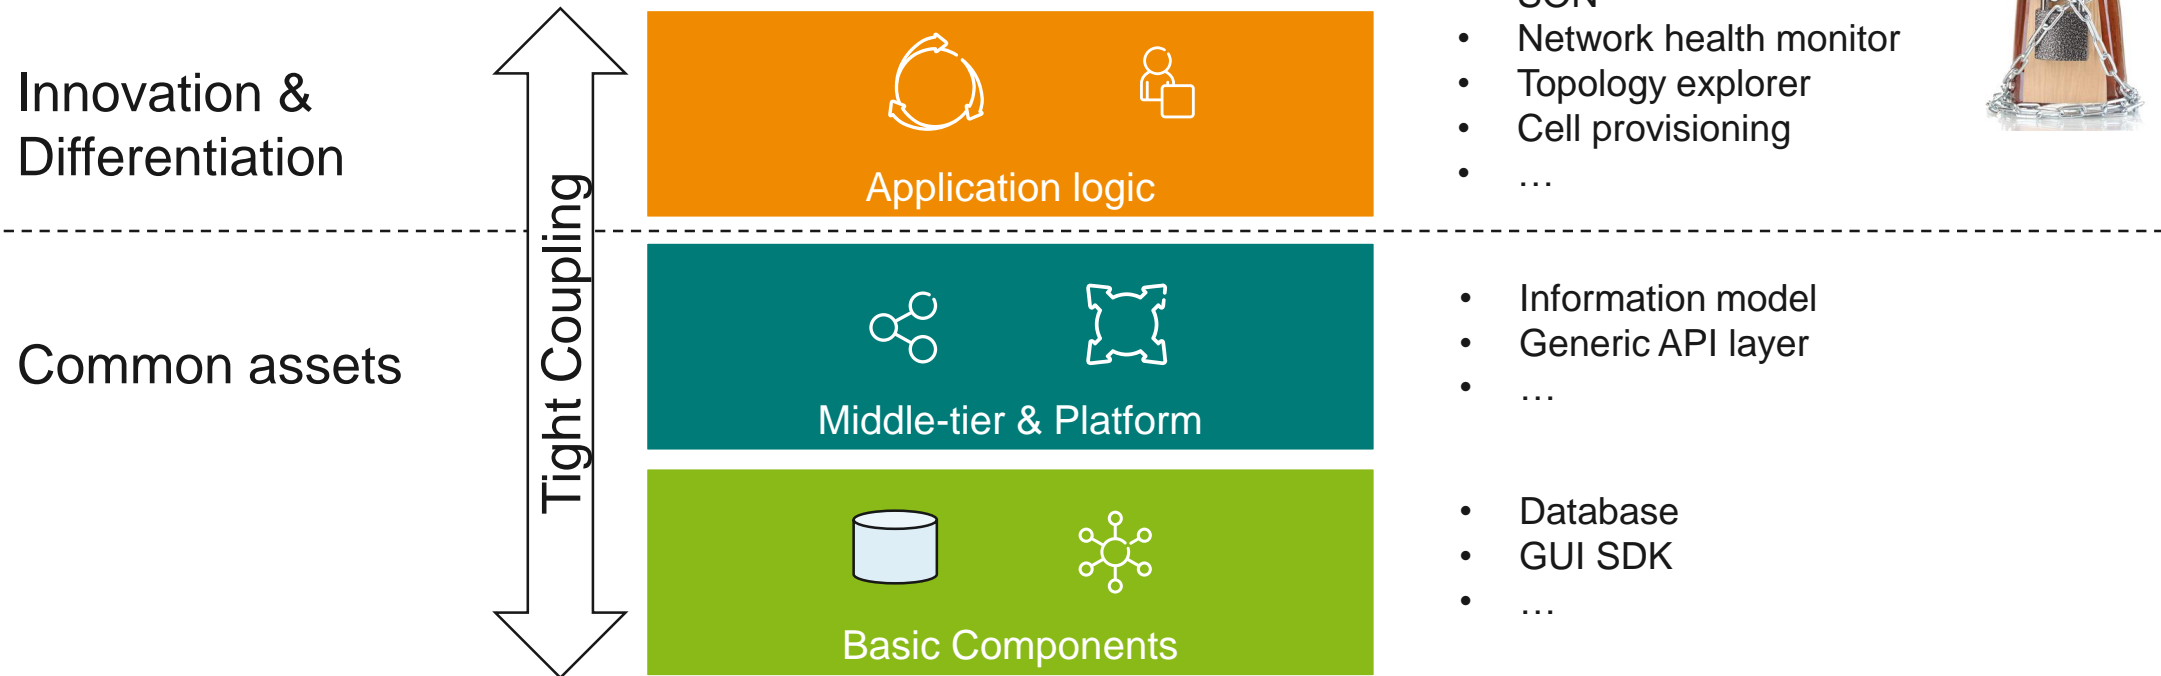 SON
• Network health monitor
Innovation &
Differentiation
• Topology explorer
• Cell provisioning
• …
Application logic
Tight Coupling
Common assets
Middle-tier & Platform
• Information model
• Generic API layer
• …
Basic Components
• Database
• GUI SDK
• …